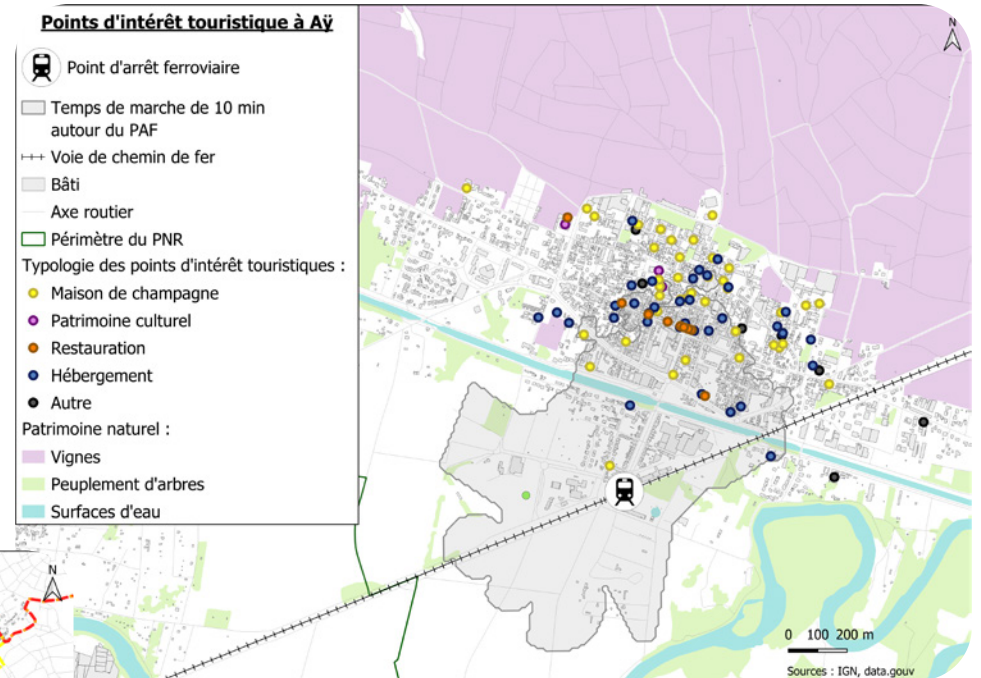 Points d'intérêt touristique à Aÿ
Point d'arrêt ferroviaire
Temps de marche de 10 min
autour du PAF
Voie de chemin de fer
Bâti
Axe routier
Périmètre du PNR
Typologie des points d'intérêt touristiques :
Maison de champagne
Patrimoine culturel
Restauration
Hébergement
Autre
Patrimoine naturel :
Vignes
Peuplement d'arbres
Surfaces d'eau
N
N
0 100 200 m
Sources : IGN, data.gouv